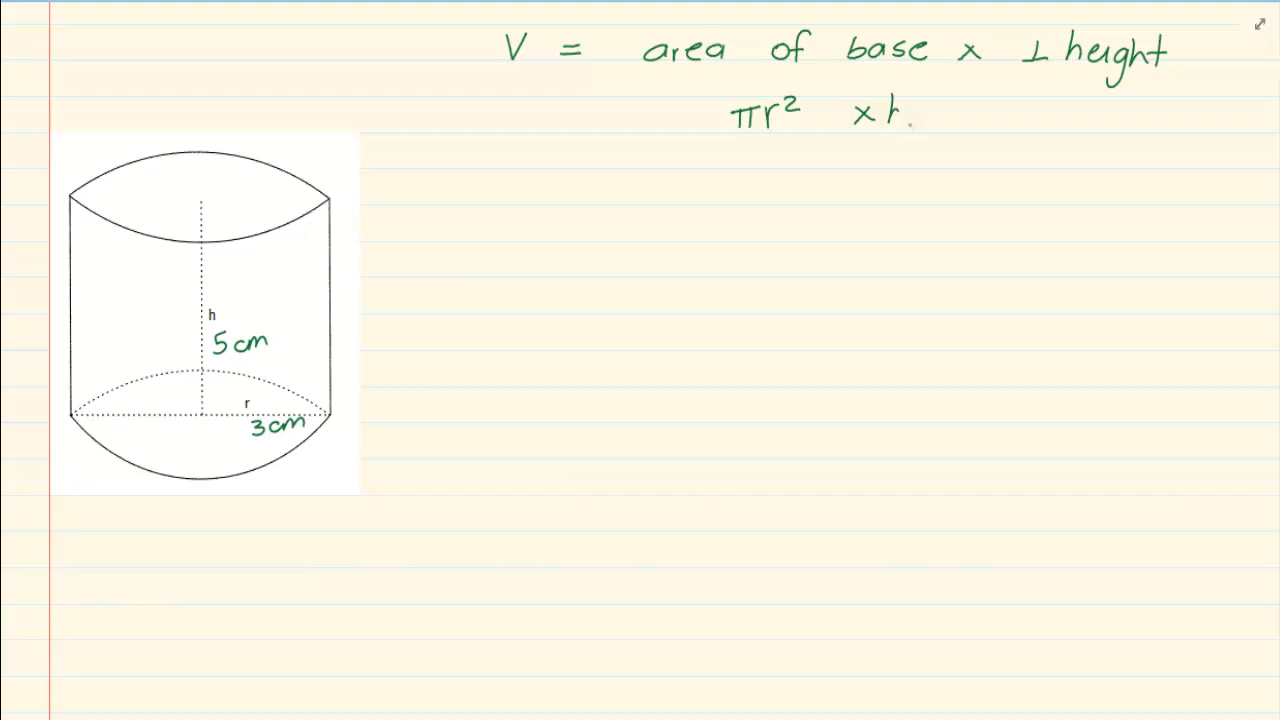 V = area of base × ⊥ height
πr² × h
h
5cm
r
3cm